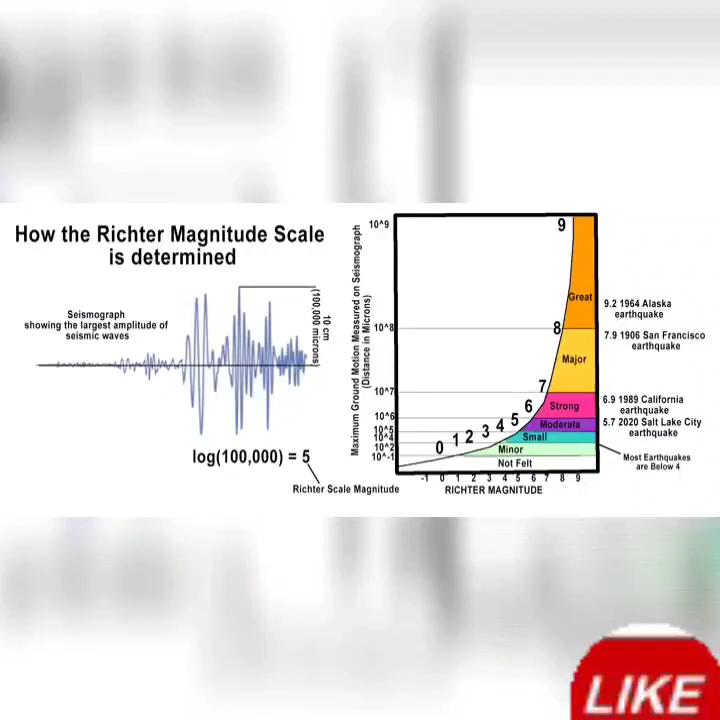 How the Richter Magnitude Scale
is determined
Seismograph
showing the largest amplitude of
seismic waves
10 cm
(100,000 microns)
log(100,000) = 5
Richter Scale Magnitude
Maximum Ground Motion Measured on Seismograph
(Distance in Microns)
10^9
10^8
10^7
10^6
10^5
10^4
10^2
10^-1
9
8
7
6
5
4
3
2
1
0
Great
Major
Strong
Moderate
Small
Minor
Not Felt
-1 0 1 2 3 4 5 6 7 8 9
RICHTER MAGNITUDE
9.2 1964 Alaska
earthquake
7.9 1906 San Francisco
earthquake
6.9 1989 California
earthquake
5.7 2020 Salt Lake City
earthquake
Most Earthquakes
are Below 4
LIKE